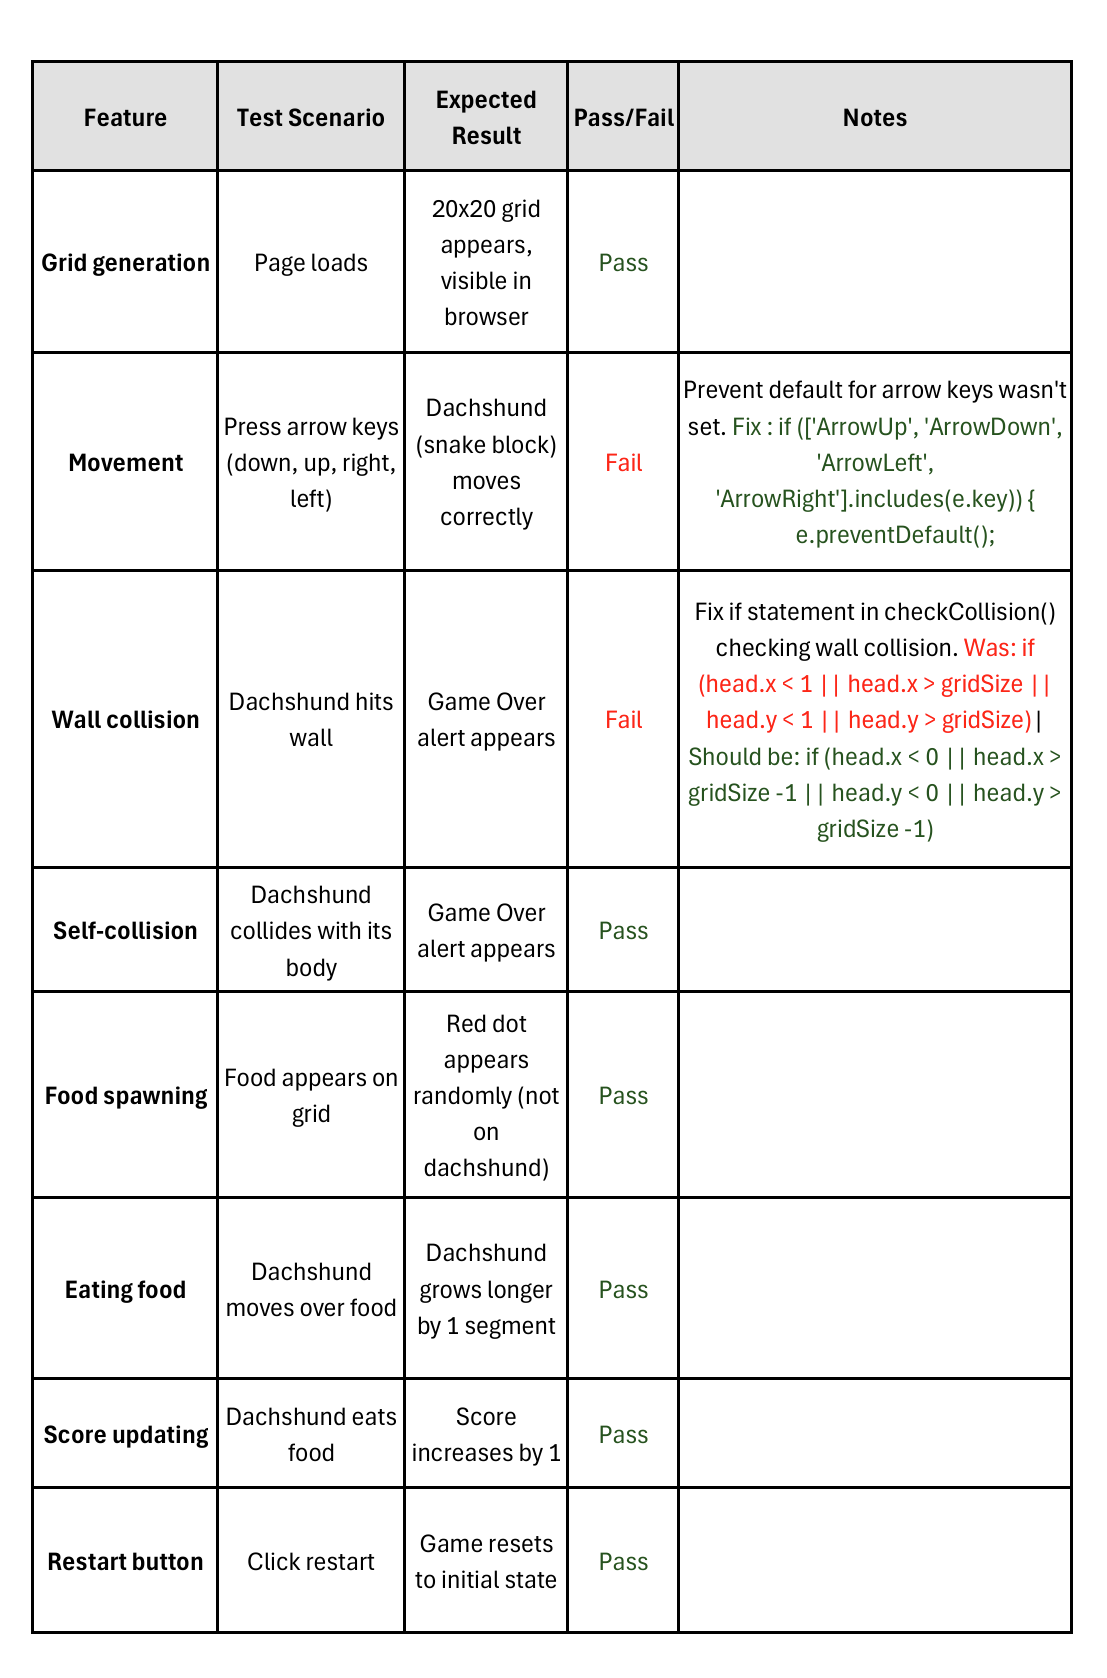 Feature
Test Scenario
Expected
Result
Pass/Fail
Notes
Grid generation
Page loads
20x20 grid
appears,
visible in
browser
Pass
Movement
Press arrow keys
(down, up, right,
left)
Dachshund
(snake block)
moves
correctly
Fail
Prevent default for arrow keys wasn't
set. Fix : if (['ArrowUp', 'ArrowDown',
'ArrowLeft',
'ArrowRight'].includes(e.key)) {
e.preventDefault();
Wall collision
Dachshund hits
wall
Game Over
alert appears
Fail
Fix if statement in checkCollision()
checking wall collision. Was: if
(head.x < 1 || head.x > gridSize ||
head.y < 1 || head.y > gridSize)|
Should be: if (head.x < 0 || head.x >
gridSize -1 || head.y < 0 || head.y >
gridSize -1)
Self-collision
Dachshund
collides with its
body
Game Over
alert appears
Pass
Food spawning
Food appears on
grid
Red dot
appears
randomly (not
on
dachshund)
Pass
Eating food
Dachshund
moves over food
Dachshund
grows longer
by 1 segment
Pass
Score updating
Dachshund eats
food
Score
increases by 1
Pass
Restart button
Click restart
Game resets
to initial state
Pass